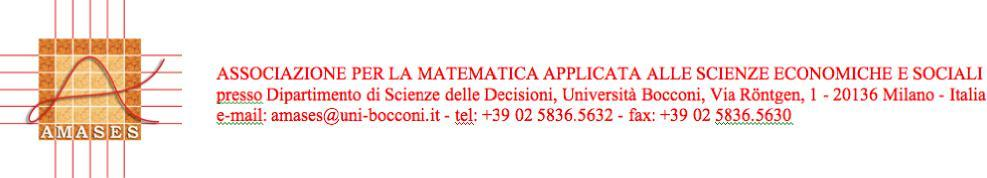 AMASES
ASSOCIAZIONE PER LA MATEMATICA APPLICATA ALLE SCIENZE ECONOMICHE E SOCIALI
presso Dipartimento di Scienze delle Decisioni, Università Bocconi, Via Röntgen, 1 - 20136 Milano - Italia
e-mail: amases@uni-bocconi.it - tel: +39 02 5836.5632 - fax: +39 02 5836.5630